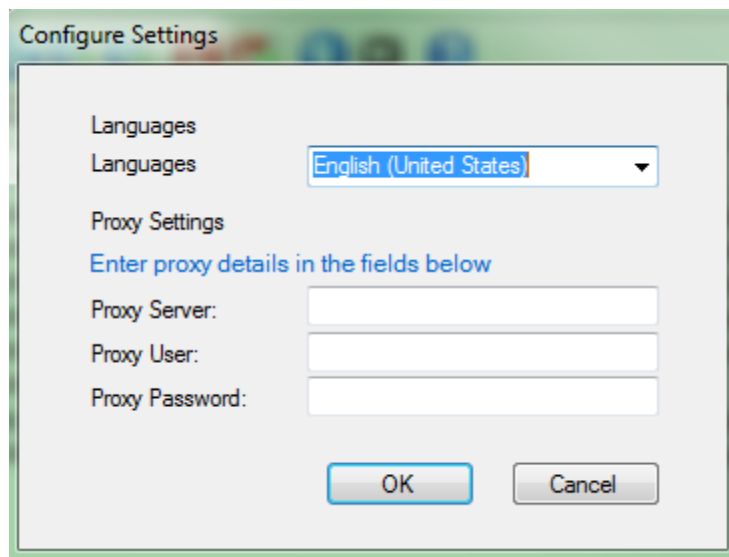 Configure Settings
Languages
Languages English (United States)
Proxy Settings
Enter proxy details in the fields below
Proxy Server:
Proxy User:
Proxy Password:
OK Cancel